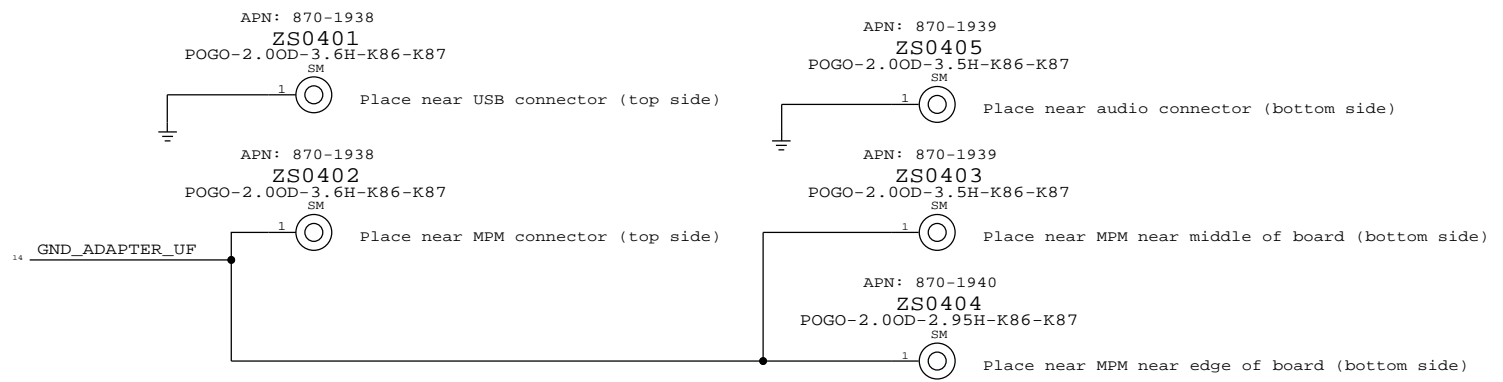 APN: 870-1938
ZS0401
POGO-2.0OD-3.6H-K86-K87
SM
1
Place near USB connector (top side)
APN: 870-1939
ZS0405
POGO-2.0OD-3.5H-K86-K87
SM
1
Place near audio connector (bottom side)
APN: 870-1938
ZS0402
POGO-2.0OD-3.6H-K86-K87
SM
1
Place near MPM connector (top side)
14 GND_ADAPTER_UF
APN: 870-1939
ZS0403
POGO-2.0OD-3.5H-K86-K87
SM
1
Place near MPM near middle of board (bottom side)
APN: 870-1940
ZS0404
POGO-2.0OD-2.95H-K86-K87
SM
1
Place near MPM near edge of board (bottom side)